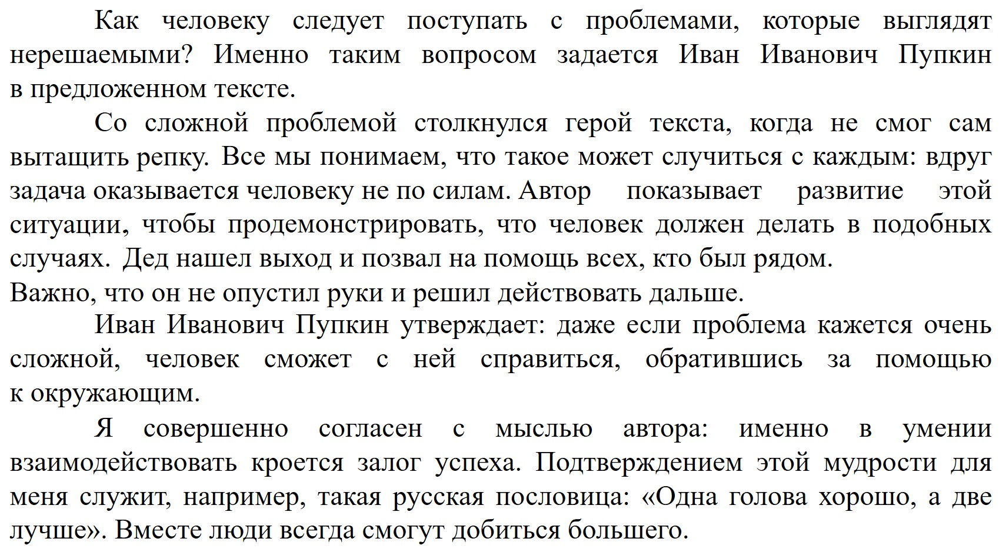 Как человеку следует поступать с проблемами, которые выглядят
нерешаемыми? Именно таким вопросом задается Иван Иванович Пупкин
в предложенном тексте.
Со сложной проблемой столкнулся герой текста, когда не смог сам
вытащить репку. Все мы понимаем, что такое может случиться с каждым: вдруг
задача оказывается человеку не по силам. Автор показывает развитие этой
ситуации, чтобы продемонстрировать, что человек должен делать в подобных
случаях. Дед нашел выход и позвал на помощь всех, кто был рядом.
Важно, что он не опустил руки и решил действовать дальше.
Иван Иванович Пупкин утверждает: даже если проблема кажется очень
сложной, человек сможет с ней справиться, обратившись за помощью
к окружающим.
Я совершенно согласен с мыслью автора: именно в умении
взаимодействовать кроется залог успеха. Подтверждением этой мудрости для
меня служит, например, такая русская пословица: «Одна голова хорошо, а две
лучше». Вместе люди всегда смогут добиться большего.